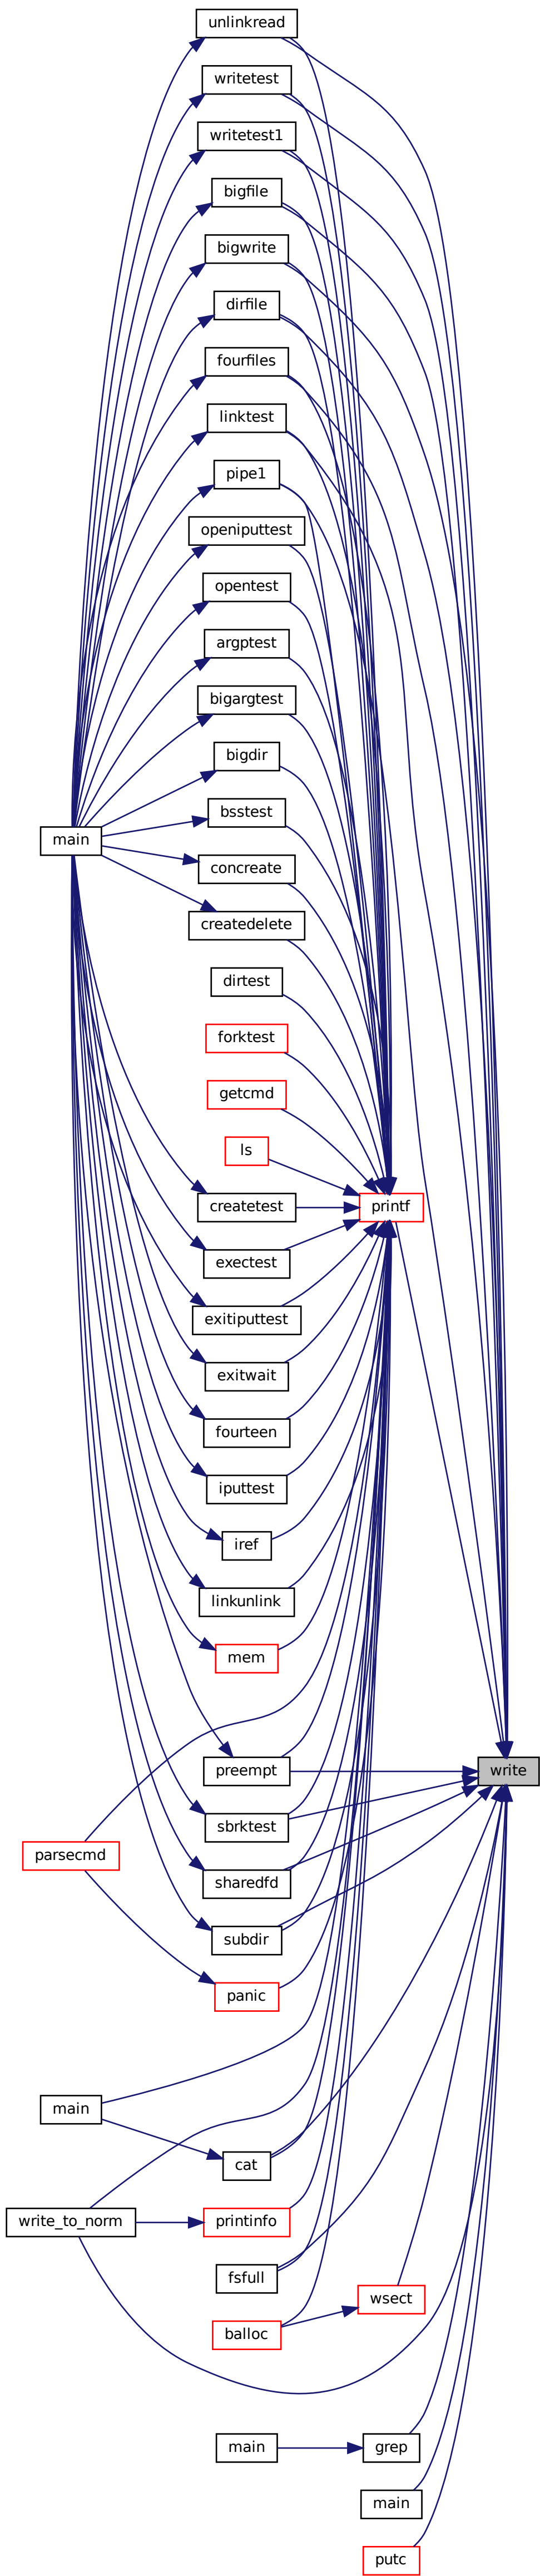 unlinkread
writetest
writetest1
bigfile
bigwrite
dirfile
fourfiles
linktest
pipe1
openiputtest
opentest
argptest
bigargtest
bigdir
bsstest
main
concreate
createdelete
dirtest
forktest
getcmd
ls
createtest
printf
exectest
exitiputtest
exitwait
fourteen
iputtest
iref
linkunlink
mem
preempt
write
sbrktest
parsecmd
sharedfd
subdir
panic
main
cat
write_to_norm
printinfo
fsfull
wsect
balloc
main
grep
main
putc